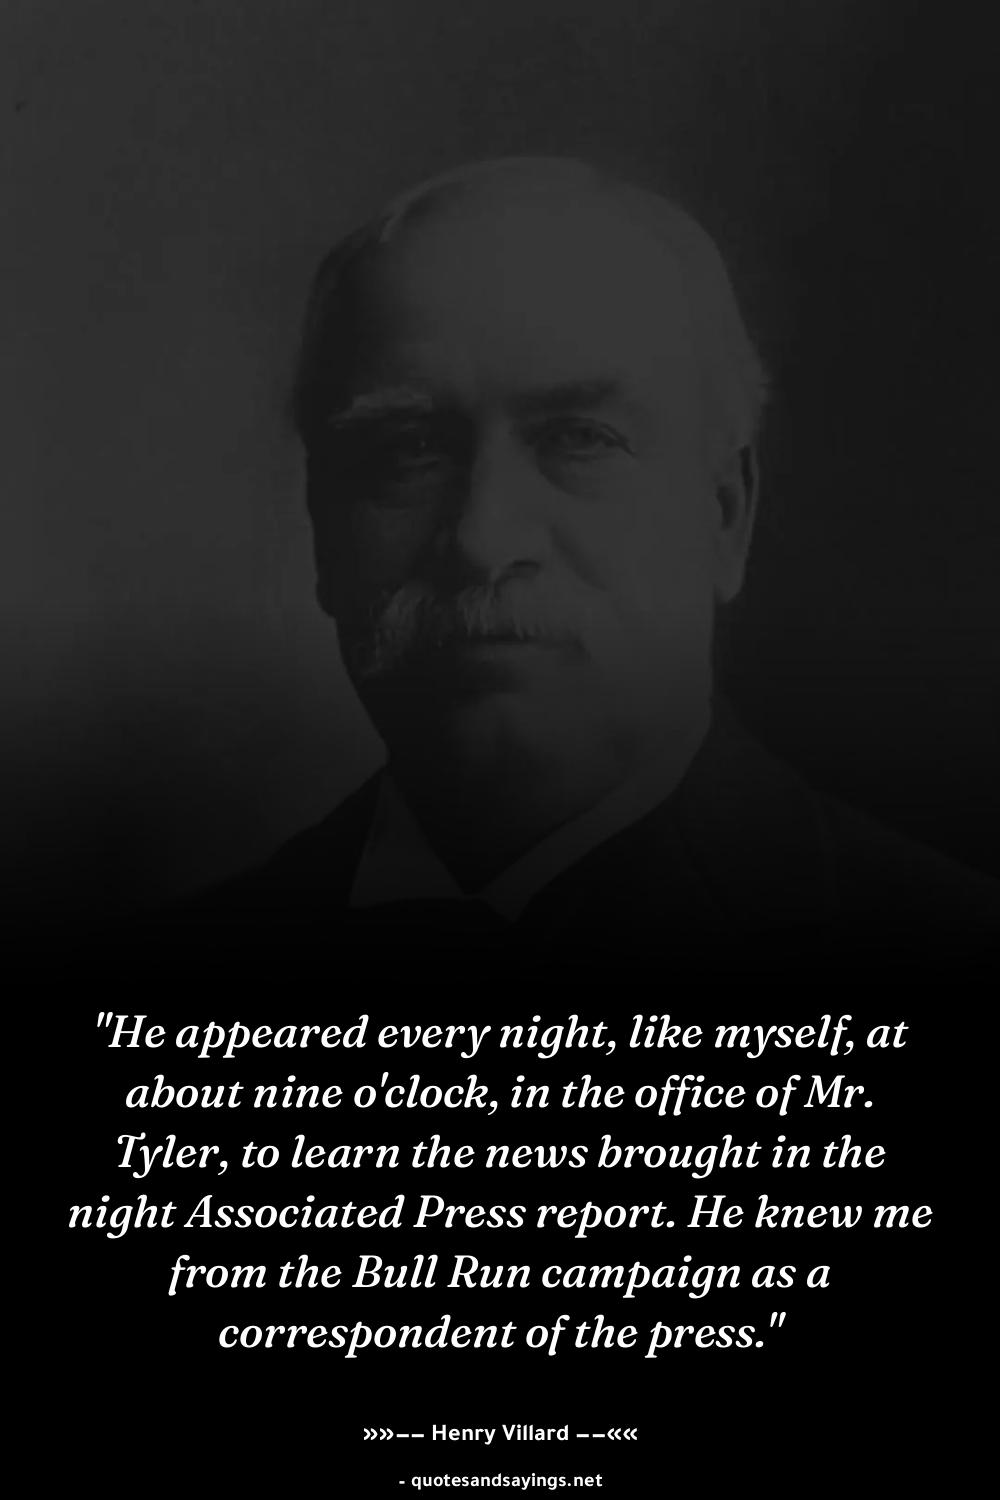 "He appeared every night, like myself, at
about nine o'clock, in the office of Mr.
Tyler, to learn the news brought in the
night Associated Press report. He knew me
from the Bull Run campaign as a
correspondent of the press."
»»−− Henry Villard −−««
- quotesandsayings.net